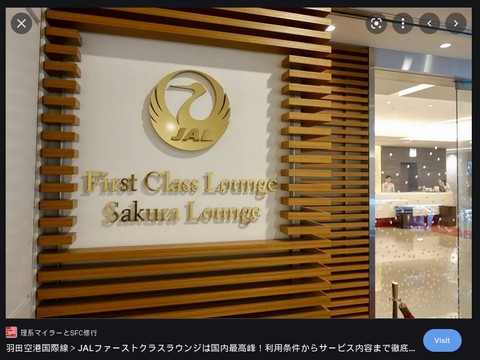 JAL
First Class Lounge
Sakura Lounge
理系マイラーとSFC修行
羽田空港国際線 > JALファーストクラスラウンジは国内最高峰！利用条件からサービス内容まで徹底...
Visit